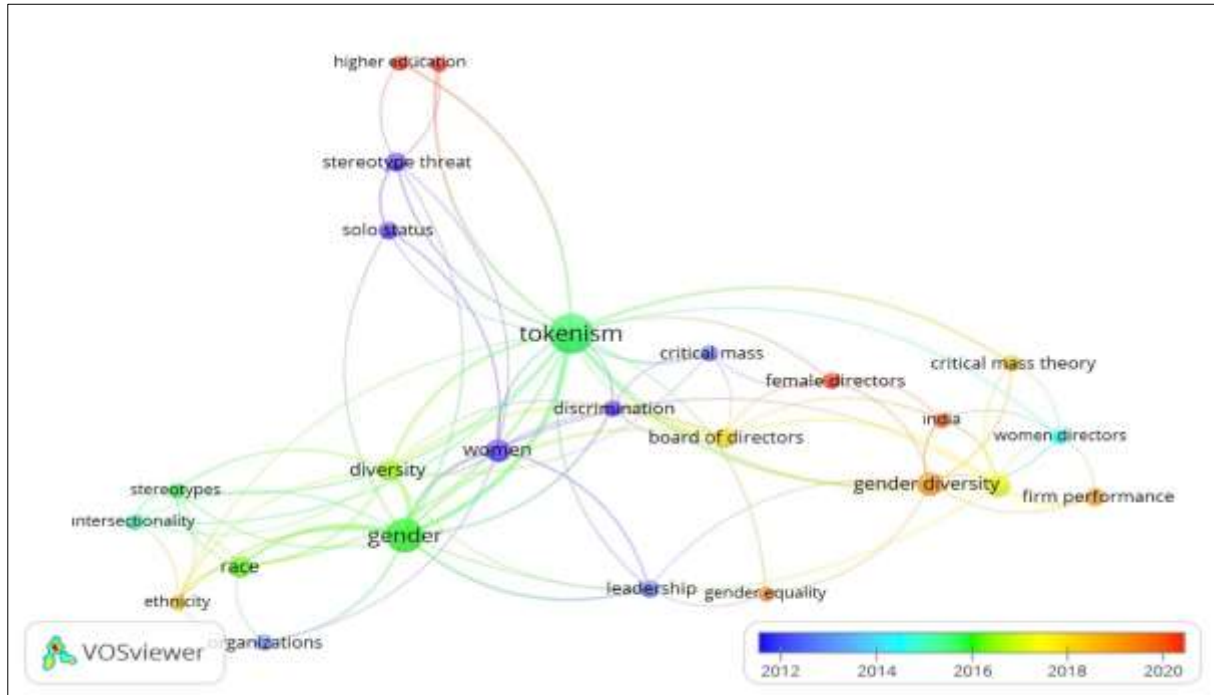 higher education
stereotype threat
solo status
tokenism
critical mass
critical mass theory
female directors
discrimination
india
board of directors
women directors
women
diversity
gender diversity
stereotypes
firm performance
intersectionality
gender
race
leadership
gender equality
ethnicity
organizations
VOSviewer
2012 2014 2016 2018 2020